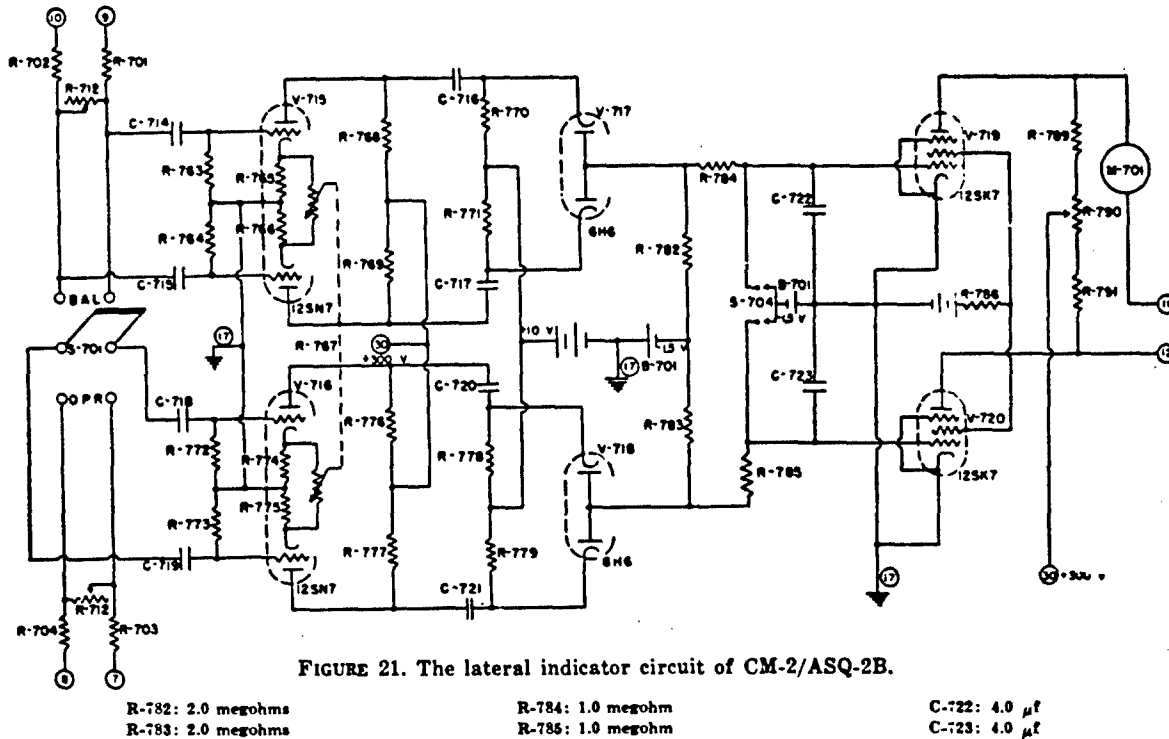 10
9
R-702
R-701
R-712
C-714
V-715
R-763
R-765
R-764
R-766
C-715
12SN7
R-768
R-769
C-716
R-770
R-771
C-717
V-717
6H6
R-784
R-782
C-722
V-719
12SK7
R-789
M-701
R-790
R-791
BAL
S-701
OPR
17
R-767
30
+300 V
+10 V
17
B-701
1.5 V
S-704
B-701
1.5 V
R-786
11
12
C-718
V-716
R-772
R-774
R-773
R-775
C-719
12SN7
R-776
R-777
C-720
R-778
R-779
C-721
V-718
6H6
R-783
R-785
C-723
V-720
12SK7
17
30 +300 V
R-712
R-704
R-703
8
7
FIGURE 21. The lateral indicator circuit of CM-2/ASQ-2B.
R-782: 2.0 megohms
R-783: 2.0 megohms
R-784: 1.0 megohm
R-785: 1.0 megohm
C-722: 4.0 μf
C-723: 4.0 μf